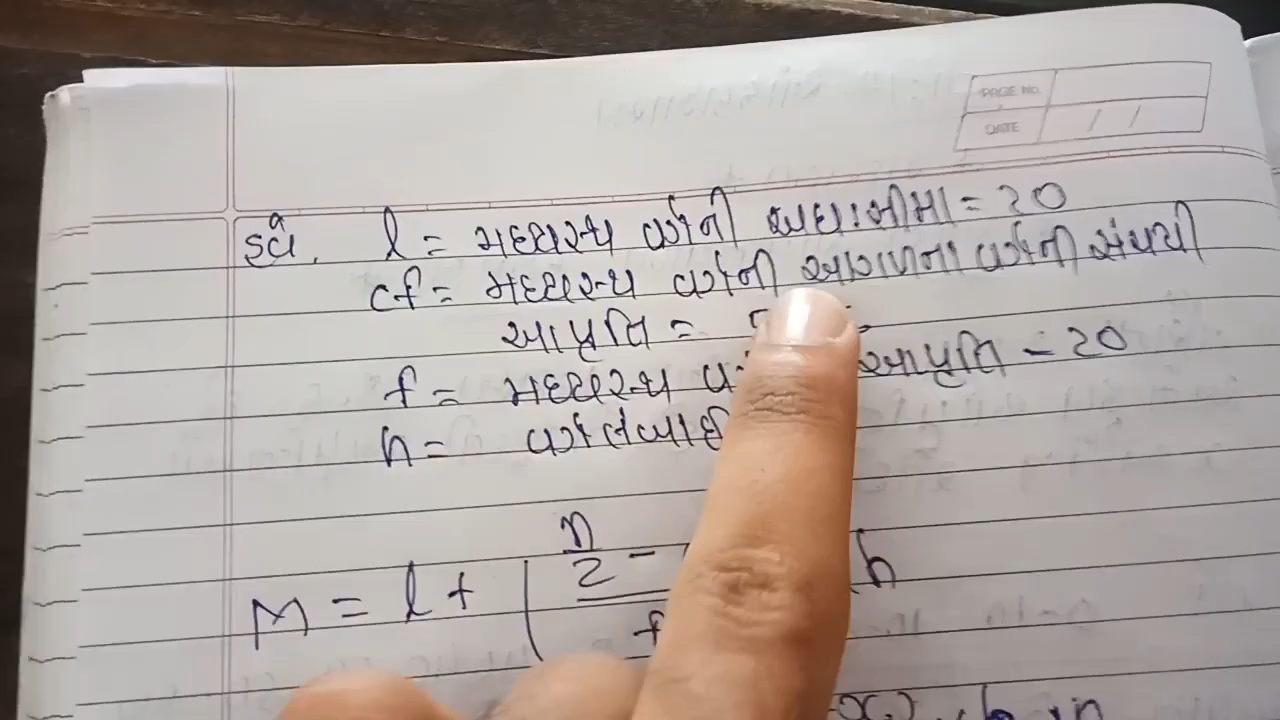 PAGE No.
DATE / /
l = મધ્યસ્થ વર્ગની અધઃસીમા = 20
cf = મધ્યસ્થ વર્ગની આગળના વર્ગની સંચયી
આવૃત્તિ =
f = મધ્યસ્થ આવૃત્તિ - 20
h = વર્ગલંબાઈ
M = l + ( n/2 - f h